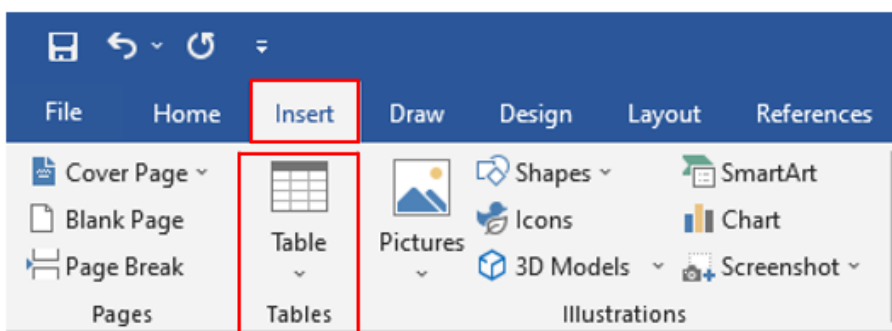 File Home Insert Draw Design Layout References
Cover Page
Blank Page
Page Break
Pages
Table
Tables
Pictures
Shapes
Icons
3D Models
SmartArt
Chart
Screenshot
Illustrations